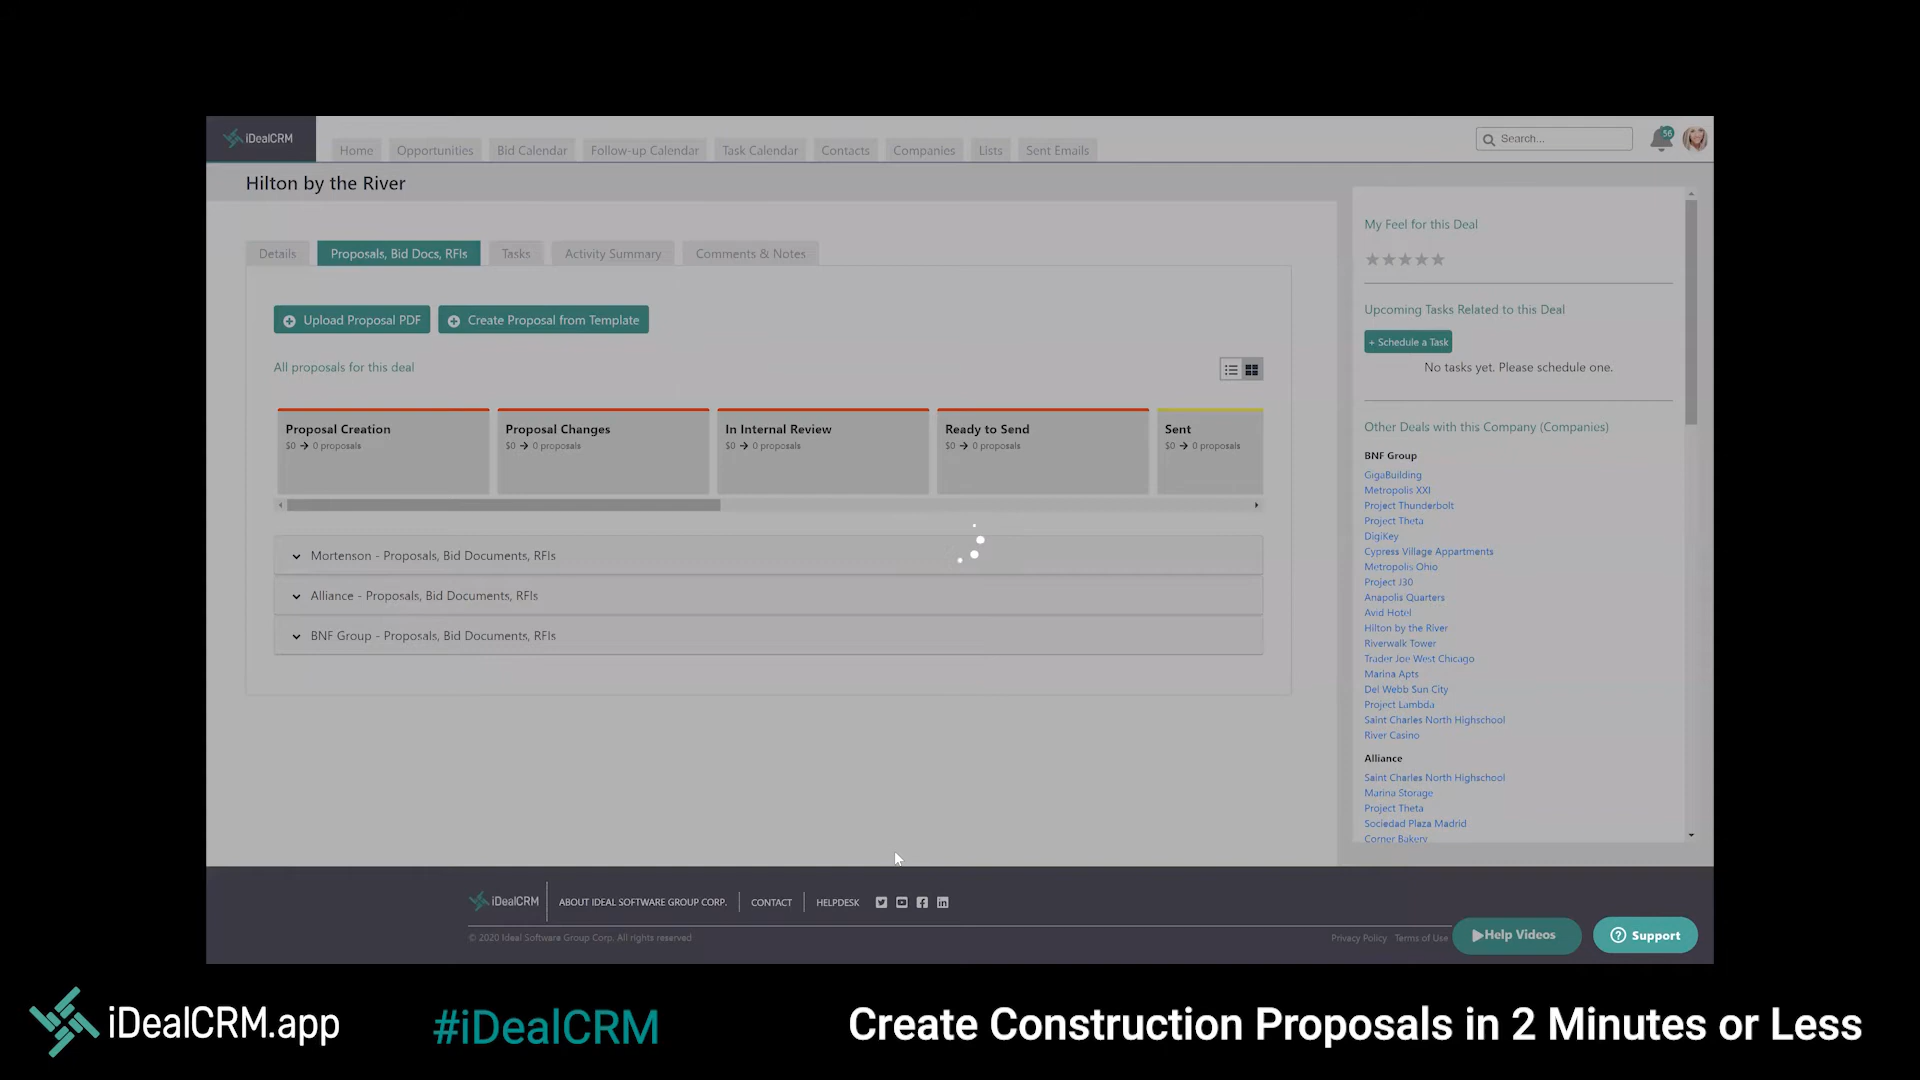 iDealCRM
Home
Opportunities
Bid Calendar
Follow-up Calendar
Task Calendar
Contacts
Companies
Lists
Sent Emails
Search...
56
Hilton by the River
Details
Proposals, Bid Docs, RFIs
Tasks
Activity Summary
Comments & Notes
Upload Proposal PDF
Create Proposal from Template
All proposals for this deal
Proposal Creation
$0 → 0 proposals
Proposal Changes
$0 → 0 proposals
In Internal Review
$0 → 0 proposals
Ready to Send
$0 → 0 proposals
Sent
$0 → 0 proposals
Mortenson - Proposals, Bid Documents, RFIs
Alliance - Proposals, Bid Documents, RFIs
BNF Group - Proposals, Bid Documents, RFIs
My Feel for this Deal
Upcoming Tasks Related to this Deal
+ Schedule a Task
No tasks yet. Please schedule one.
Other Deals with this Company (Companies)
BNF Group
GigaBuilding
Metropolis XXI
Project Thunderbolt
Project Theta
DigiKey
Cypress Village Appartments
Metropolis Ohio
Project J30
Anapolis Quarters
Avid Hotel
Hilton by the River
Riverwalk Tower
Trader Joe West Chicago
Marina Apts
Del Webb Sun City
Project Lambda
Saint Charles North Highschool
River Casino
Alliance
Saint Charles North Highschool
Marina Storage
Project Theta
Sociedad Plaza Madrid
Corner Bakery
iDealCRM
ABOUT IDEAL SOFTWARE GROUP CORP.
CONTACT
HELPDESK
© 2020 Ideal Software Group Corp. All rights reserved
Privacy Policy
Terms of Use
Help Videos
Support
iDealCRM.app
#iDealCRM
Create Construction Proposals in 2 Minutes or Less